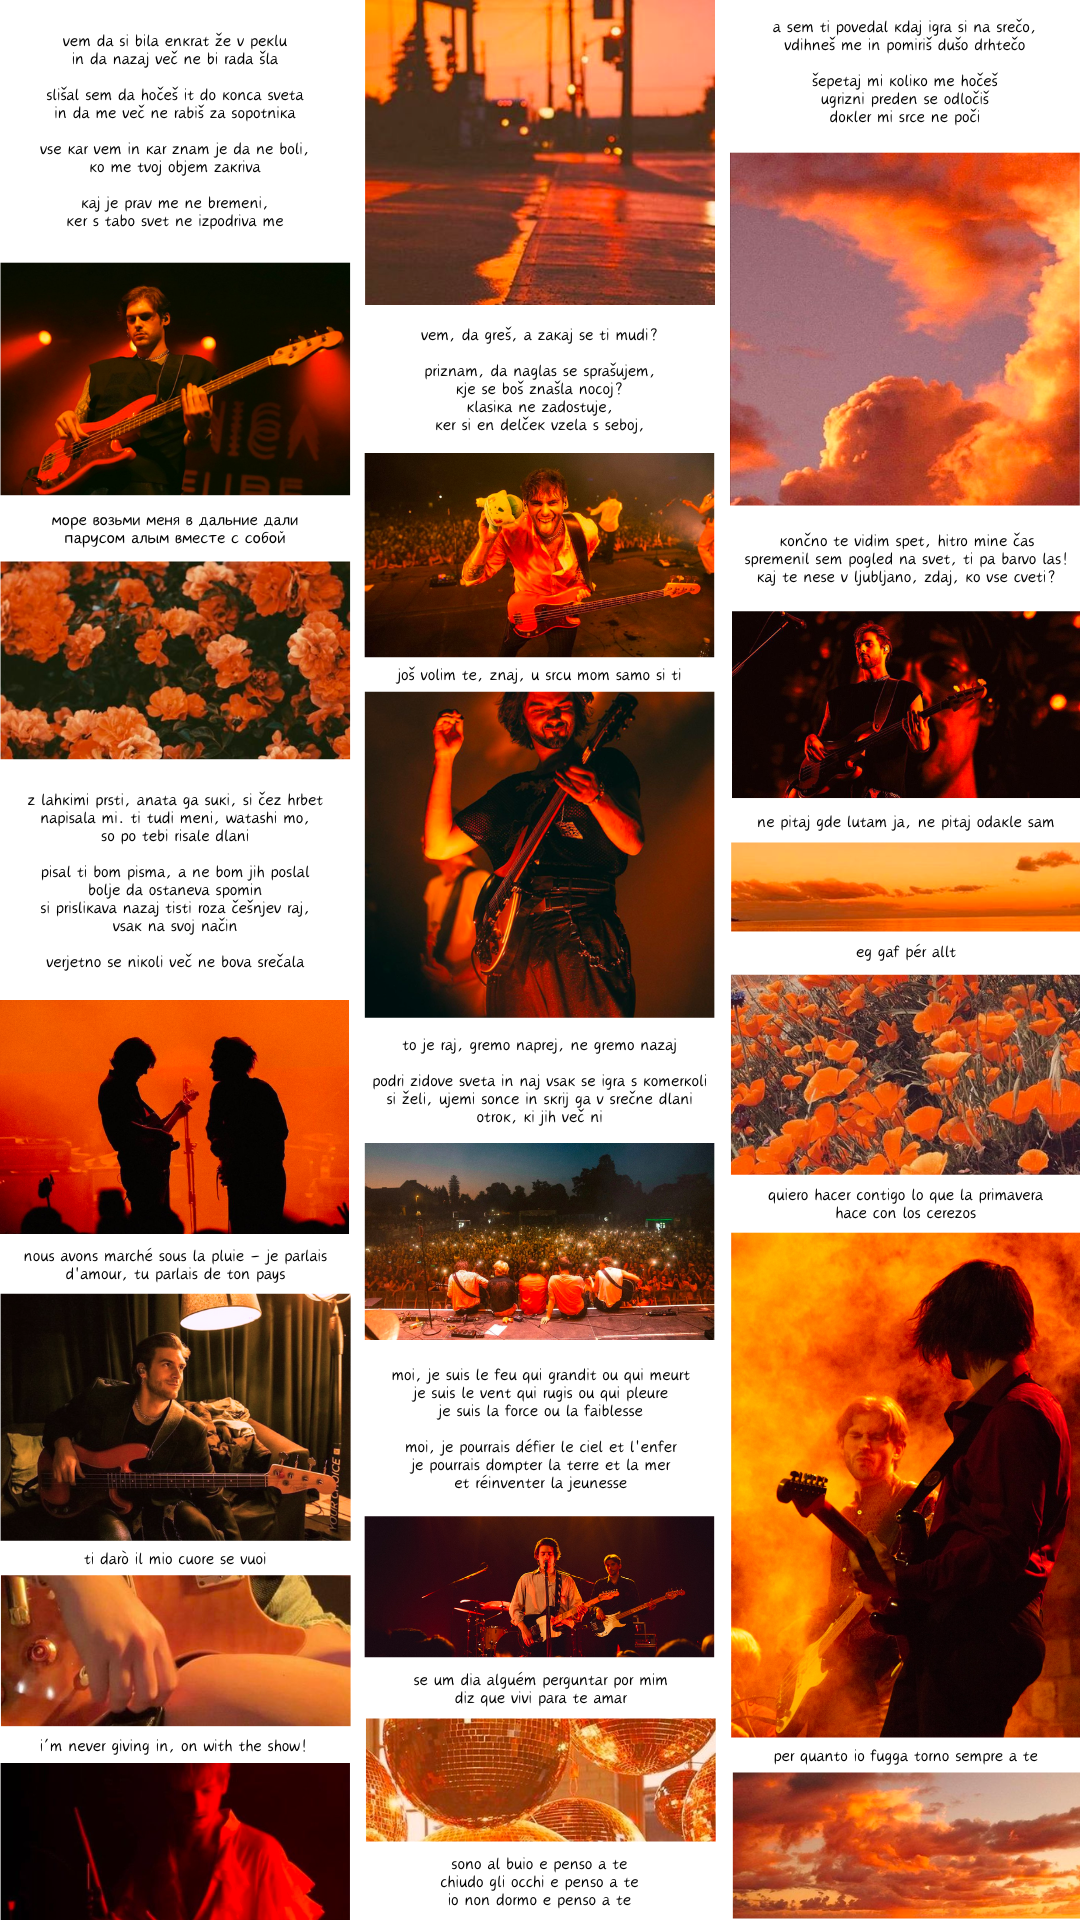 vem da si bila enkrat že v peklu
in da nazaj več ne bi rada šla
slišal sem da hočeš it do konca sveta
in da me več ne rabiš za sopotnika
vse kar vem in kar znam je da ne boli,
ko me tvoj objem zakriva
kaj je prav me ne bremeni,
ker s tabo svet ne izpodriva me
море возьми меня в дальние дали
парусом алым вместе с собой
z lahkimi prsti, anata ga suki, si čez hrbet
napisala mi. ti tudi meni, watashi mo,
so po tebi risale dlani
pisal ti bom pisma, a ne bom jih poslal
bolje da ostaneva spomin
si prislikava nazaj tisti roza češnjev raj,
vsak na svoj način
verjetno se nikoli več ne bova srečala
nous avons marché sous la pluie - je parlais
d'amour, tu parlais de ton pays
YOUR CHOICE
ti darò il mio cuore se vuoi
i'm never giving in, on with the show!
vem, da greš, a zakaj se ti mudi?
priznam, da naglas se sprašujem,
kje se boš znašla nocoj?
klasika ne zadostuje,
ker si en delček vzela s seboj,
još volim te, znaj, u srcu mom samo si ti
to je raj, gremo naprej, ne gremo nazaj
podri zidove sveta in naj vsak se igra s komerkoli
si želi, ujemi sonce in skrij ga v srečne dlani
otrok, ki jih več ni
moi, je suis le feu qui grandit ou qui meurt
je suis le vent qui rugis ou qui pleure
je suis la force ou la faiblesse
moi, je pourrais défier le ciel et l'enfer
je pourrais dompter la terre et la mer
et réinventer la jeunesse
se um dia alguém perguntar por mim
diz que vivi para te amar
sono al buio e penso a te
chiudo gli occhi e penso a te
io non dormo e penso a te
a sem ti povedal kdaj igra si na srečo,
vdihneš me in pomiriš dušo drhtečo
šepetaj mi koliko me hočeš
ugrizni preden se odločiš
dokler mi srce ne poči
končno te vidim spet, hitro mine čas
spremenil sem pogled na svet, ti pa barvo las!
kaj te nese v ljubljano, zdaj, ko vse cveti?
ne pitaj gde lutam ja, ne pitaj odakle sam
eg gaf pér allt
quiero hacer contigo lo que la primavera
hace con los cerezos
per quanto io fugga torno sempre a te